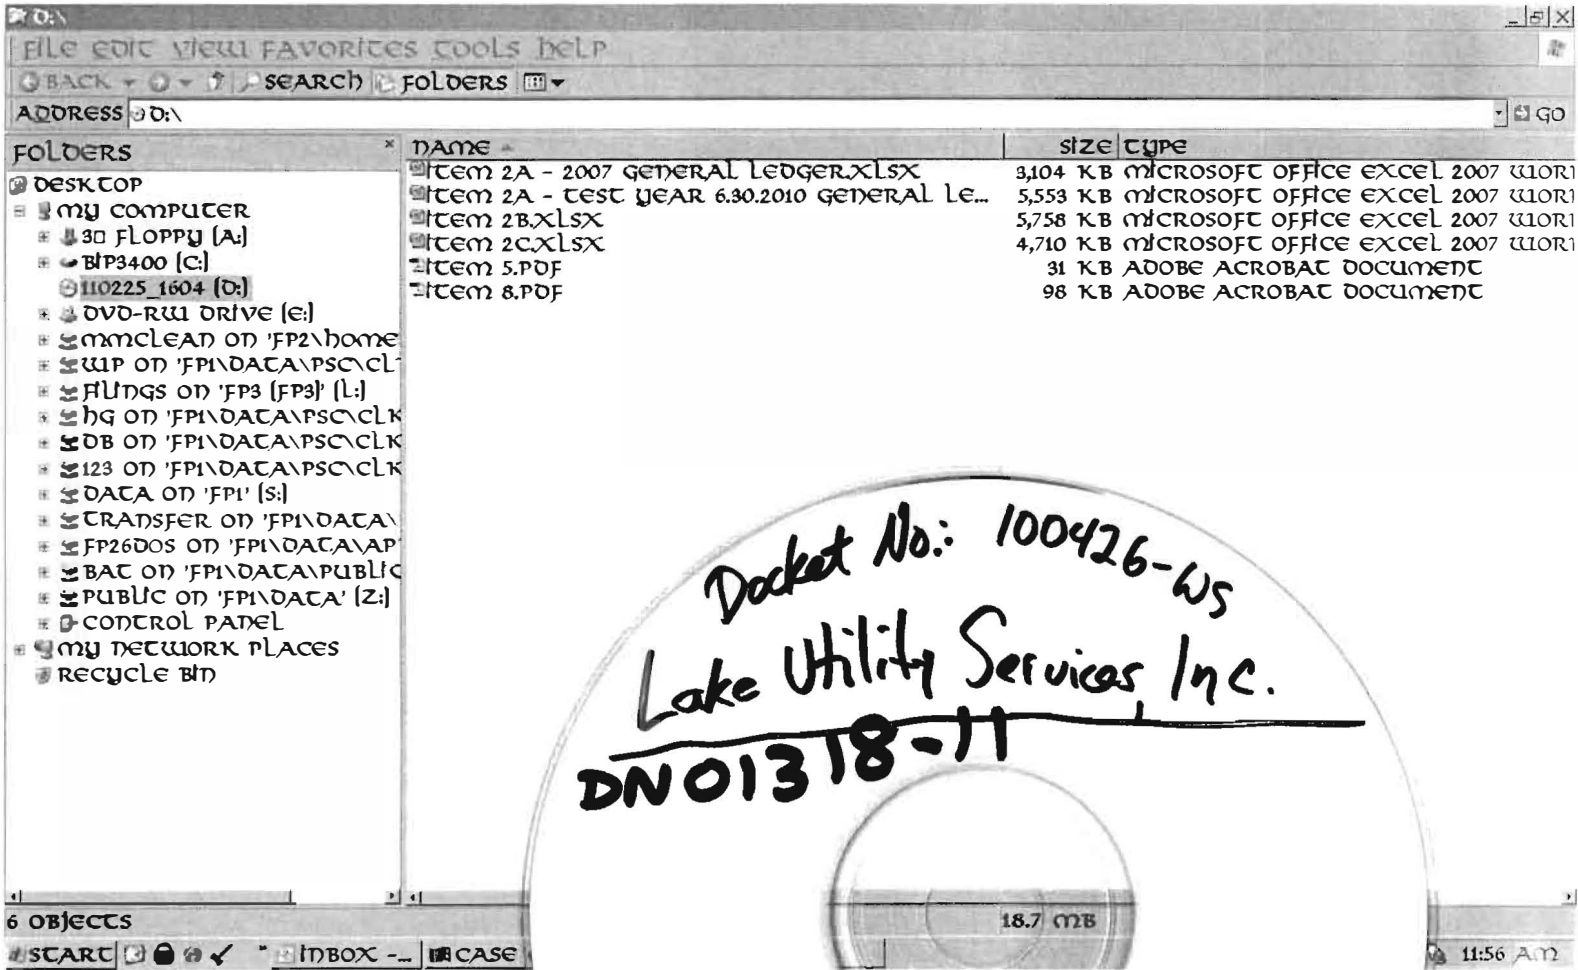 D:\
File Edit View Favorites Tools Help
Back Search Folders
Address D:\ Go
Folders
Desktop
My Computer
3 Floppy (A:)
BIP3400 (C:)
110225_1604 (D:)
DVD-RW Drive (E:)
mmclean on 'FP2\home
WP on 'FP1\DATA\PSC\CL
Filings on 'FP3 (FP3)' (L:)
HG on 'FP1\DATA\PSC\CLK
DB on 'FP1\DATA\PSC\CLK
123 on 'FP1\DATA\PSC\CLK
DATA on 'FP1' (S:)
Transfer on 'FP1\DATA\
FP26DOS on 'FP1\DATA\AP
BAT on 'FP1\DATA\PUBLIC
PUBLIC on 'FP1\DATA' (Z:)
Control Panel
My Network Places
Recycle Bin
Name Size Type
Item 2A - 2007 General Ledger.xlsx 3,104 KB Microsoft Office Excel 2007 Wor
Item 2A - Test Year 6.30.2010 General Le... 5,553 KB Microsoft Office Excel 2007 Wor
Item 2B.xlsx 5,758 KB Microsoft Office Excel 2007 Wor
Item 2C.xlsx 4,710 KB Microsoft Office Excel 2007 Wor
Item 5.pdf 31 KB Adobe Acrobat Document
Item 8.pdf 98 KB Adobe Acrobat Document
Docket No.: 100426-WS
Lake Utility Services, Inc.
DN 01318-11
6 objects 18.7 MB
Start Inbox -... CASE 11:56 AM